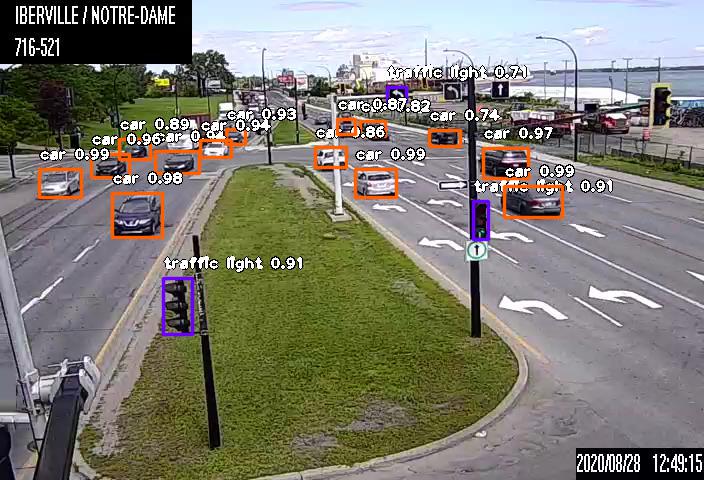 IBERVILLE / NOTRE-DAME
716-521
traffic light 0.71
car 0.93
car 0.87
.82
car 0.89
car 0.94
car 0.74
car 0.96
car 0.86
car 0.97
car 0.99
car 0.99
car 0.99
car 0.98
traffic light 0.91
traffic light 0.91
2020/08/28 12:49:15